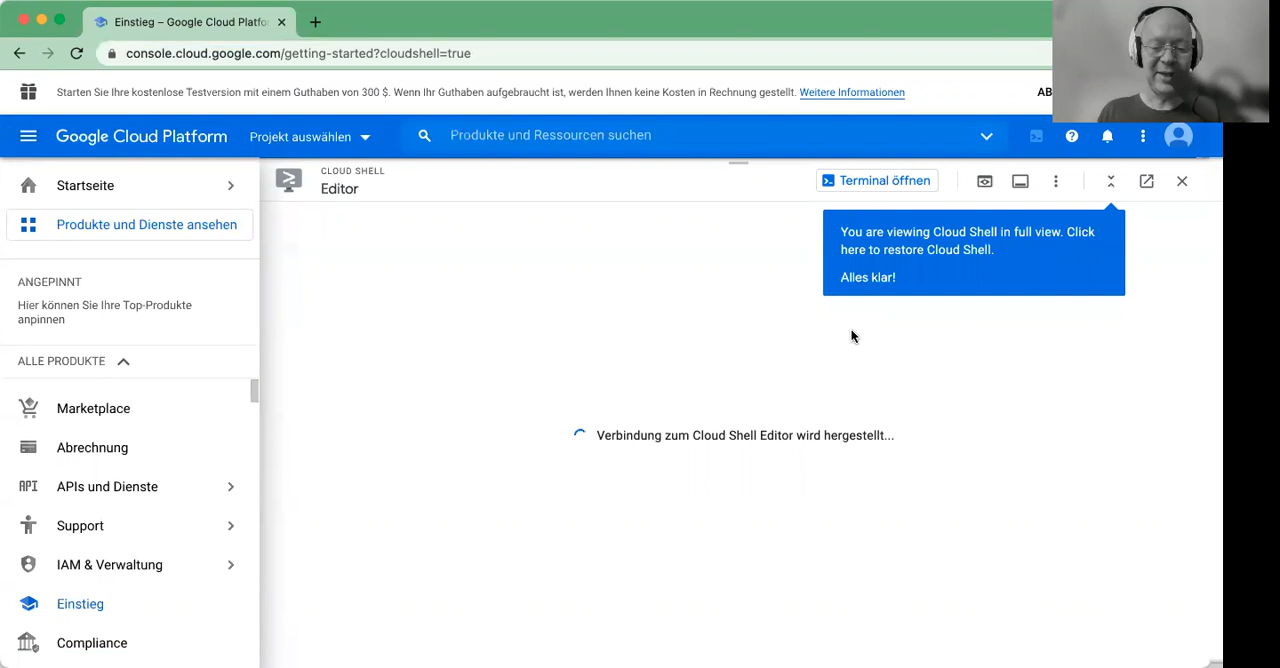 Einstieg – Google Cloud Platfo
console.cloud.google.com/getting-started?cloudshell=true
Starten Sie Ihre kostenlose Testversion mit einem Guthaben von 300 $. Wenn Ihr Guthaben aufgebraucht ist, werden Ihnen keine Kosten in Rechnung gestellt. Weitere Informationen
AB
Google Cloud Platform
Projekt auswählen
Produkte und Ressourcen suchen
Startseite
Produkte und Dienste ansehen
ANGEPINNT
Hier können Sie Ihre Top-Produkte
anpinnen
ALLE PRODUKTE
Marketplace
Abrechnung
API
APIs und Dienste
Support
IAM & Verwaltung
Einstieg
Compliance
CLOUD SHELL
Editor
Terminal öffnen
You are viewing Cloud Shell in full view. Click
here to restore Cloud Shell.
Alles klar!
Verbindung zum Cloud Shell Editor wird hergestellt...